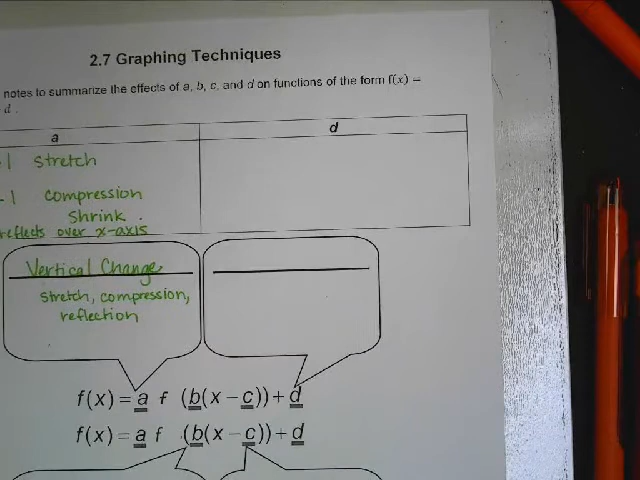 2.7 Graphing Techniques
notes to summarize the effects of a, b, c, and d on functions of the form f(x) =
d .
a d
1 stretch
-1 compression
Shrink
reflects over x-axis
Vertical Change
stretch, compression,
reflection
f(x) = a f (b(x – c)) + d
f(x) = a f (b(x – c)) + d